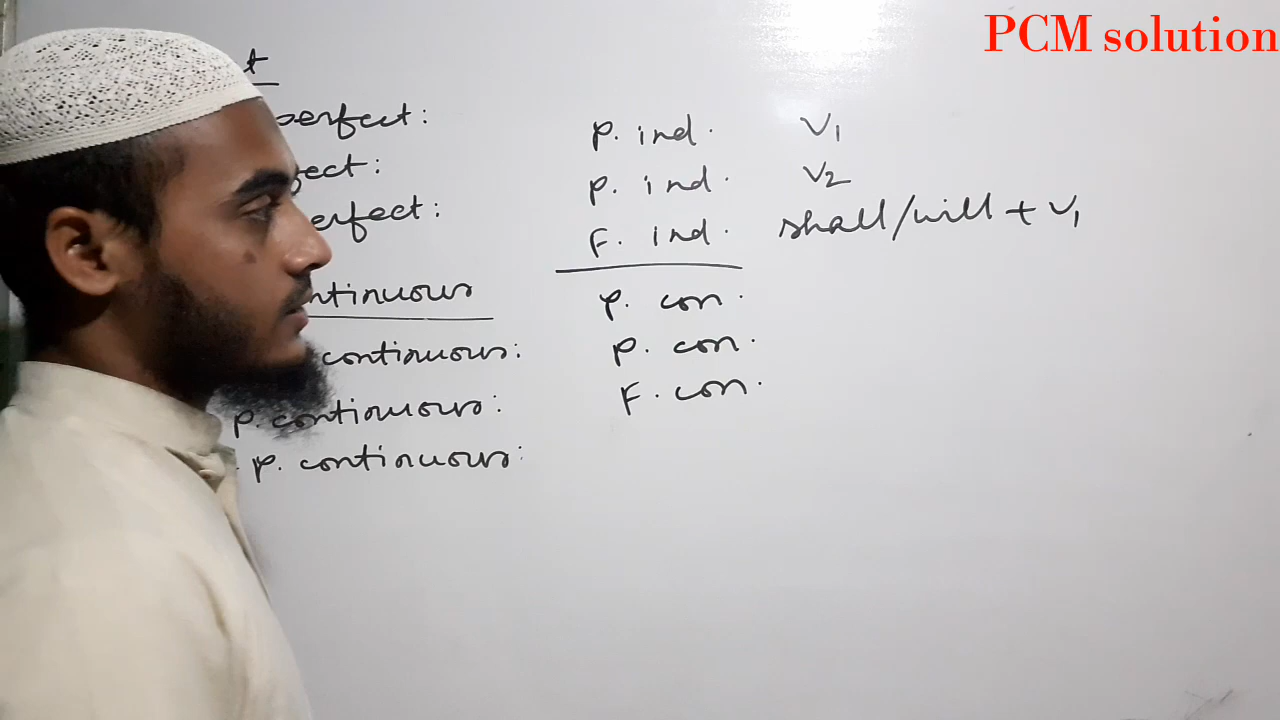 PCM solution
t
perfect:
fect:
erfect:
ntinuous
continuous:
p. continuous:
p. continuous:
p. ind. V1
p. ind. V2
F. ind. shall/will + V1
p. con.
p. con.
F. con.